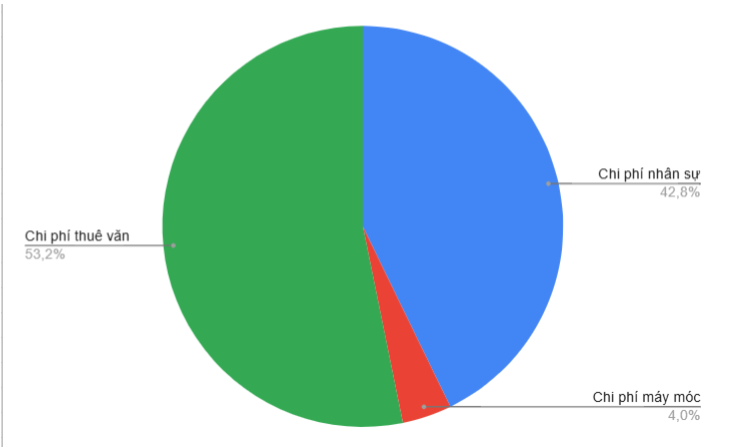 Chi phí nhân sự
42,8%
Chi phí thuê văn
53,2%
Chi phí máy móc
4,0%